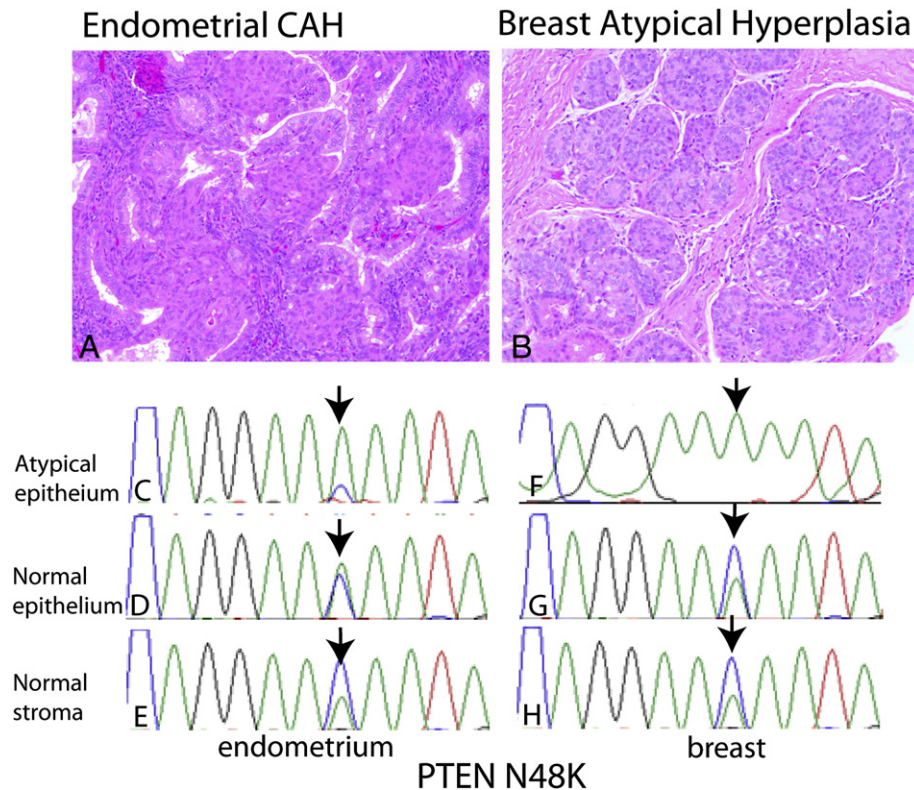 Endometrial CAH
Breast Atypical Hyperplasia
A
B
Atypical
epitheium
C
F
Normal
epithelium
D
G
Normal
stroma
E
H
endometrium
breast
PTEN N48K